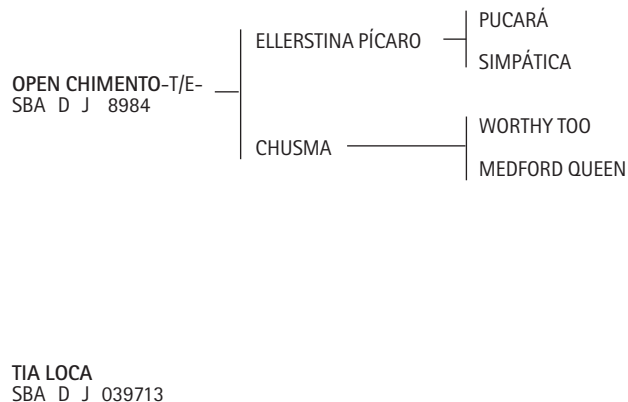 PUCARÁ
ELLERSTINA PÍCARO
SIMPÁTICA
OPEN CHIMENTO-T/E-
SBA D J 8984
WORTHY TOO
CHUSMA
MEDFORD QUEEN
TIA LOCA
SBA D J 039713